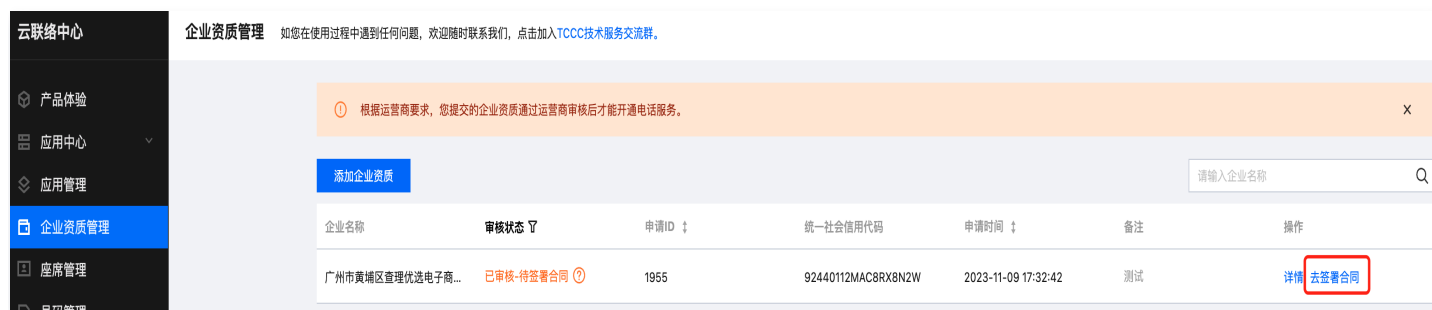 云联络中心
企业资质管理 如您在使用过程中遇到任何问题，欢迎随时联系我们，点击加入TCCC技术服务交流群。
产品体验
应用中心
应用管理
企业资质管理
座席管理
号码管理
根据运营商要求，您提交的企业资质通过运营商审核后才能开通电话服务。
添加企业资质
请输入企业名称
企业名称 审核状态 申请ID 统一社会信用代码 申请时间 备注 操作
广州市黄埔区查理优选电子商... 已审核-待签署合同 1955 92440112MAC8RX8N2W 2023-11-09 17:32:42 测试 详情 去签署合同